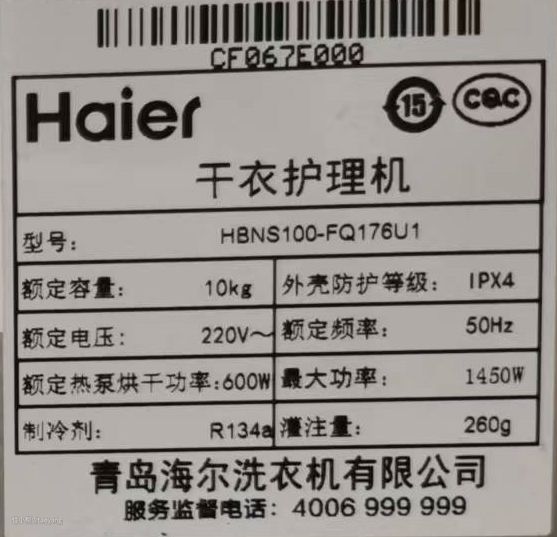 CF067E000
Haier
15
CQC
干衣护理机
型号: HBNS100-FQ176U1
额定容量: 10kg 外壳防护等级: IPX4
额定电压: 220V～ 额定频率: 50Hz
额定热泵烘干功率:600W 最大功率: 1450W
制冷剂: R134a 灌注量: 260g
青岛海尔洗衣机有限公司
服务监督电话: 4006 999 999